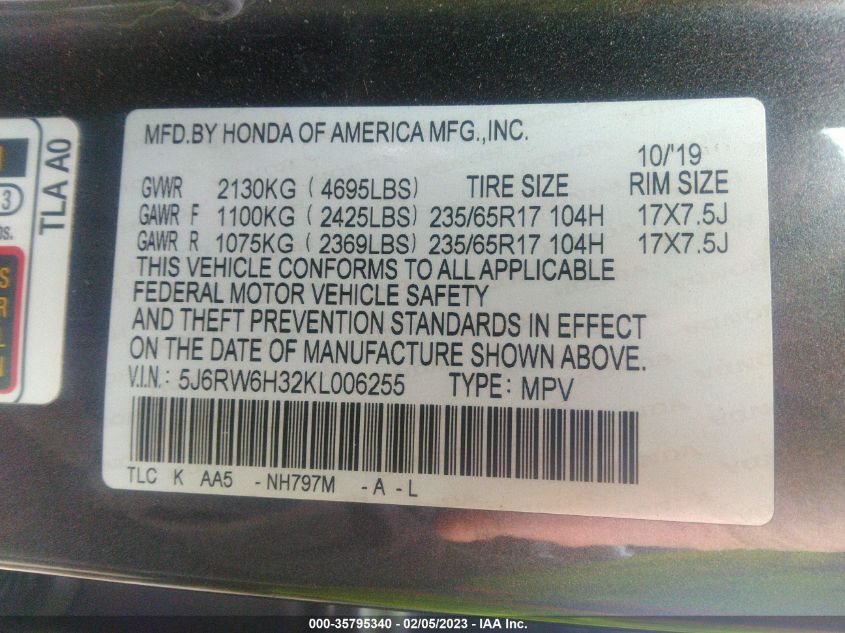 MFD.BY HONDA OF AMERICA MFG.,INC.
10/'19
GVWR 2130KG ( 4695LBS) TIRE SIZE RIM SIZE
GAWR F 1100KG ( 2425LBS) 235/65R17 104H 17X7.5J
GAWR R 1075KG ( 2369LBS) 235/65R17 104H 17X7.5J
THIS VEHICLE CONFORMS TO ALL APPLICABLE
FEDERAL MOTOR VEHICLE SAFETY
AND THEFT PREVENTION STANDARDS IN EFFECT
ON THE DATE OF MANUFACTURE SHOWN ABOVE.
V.I.N.: 5J6RW6H32KL006255 TYPE: MPV
TLC K AA5 - NH797M - A - L
TLA A0
3
000-35795340 - 02/05/2023 - IAA Inc.